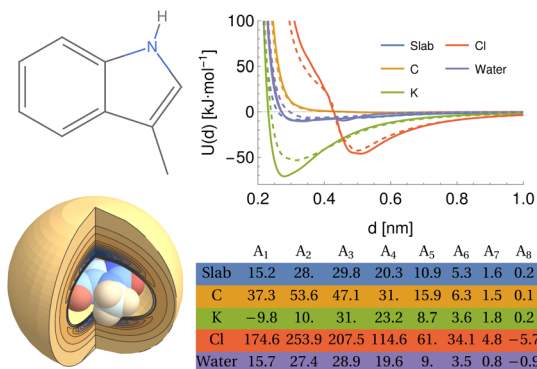 N
H
U(d) [kJ·mol⁻¹]
100
50
0
−50
Slab
C
K
Cl
Water
0.2 0.4 0.6 0.8 1.0
d [nm]
A₁ A₂ A₃ A₄ A₅ A₆ A₇ A₈
Slab 15.2 28. 29.8 20.3 10.9 5.3 1.6 0.2
C 37.3 53.6 47.1 31. 15.9 6.3 1.5 0.1
K −9.8 10. 31. 23.2 8.7 3.6 1.8 0.2
Cl 174.6 253.9 207.5 114.6 61. 34.1 4.8 −5.7
Water 15.7 27.4 28.9 19.6 9. 3.5 0.8 −0.9